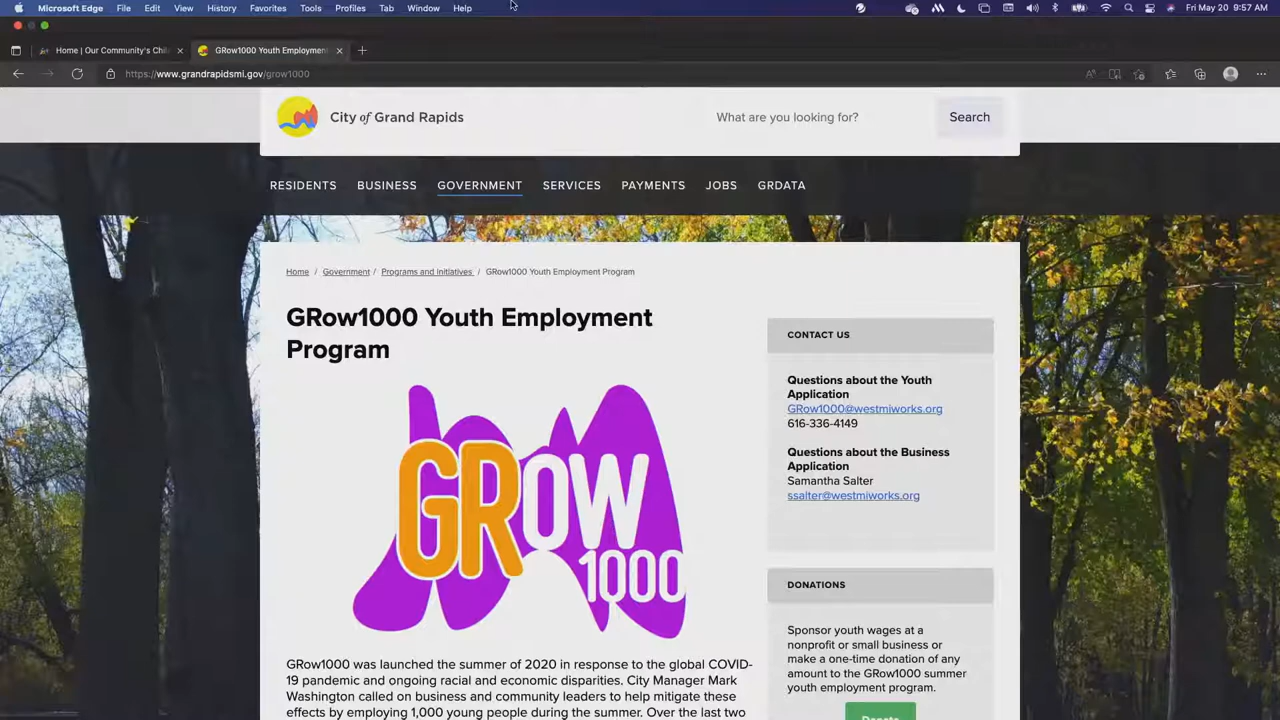 Microsoft Edge File Edit View History Favorites Tools Profiles Tab Window Help Fri May 20 9:57 AM
Home | Our Community's Chil GRow1000 Youth Employment
https://www.grandrapidsmi.gov/grow1000
City of Grand Rapids
What are you looking for?
Search
RESIDENTS BUSINESS GOVERNMENT SERVICES PAYMENTS JOBS GRDATA
Home / Government / Programs and Initiatives / GRow1000 Youth Employment Program
GRow1000 Youth Employment
Program
GROW
1000
GRow1000 was launched the summer of 2020 in response to the global COVID-
19 pandemic and ongoing racial and economic disparities. City Manager Mark
Washington called on business and community leaders to help mitigate these
effects by employing 1,000 young people during the summer. Over the last two
CONTACT US
Questions about the Youth
Application
GRow1000@westmiworks.org
616-336-4149
Questions about the Business
Application
Samantha Salter
ssalter@westmiworks.org
DONATIONS
Sponsor youth wages at a
nonprofit or small business or
make a one-time donation of any
amount to the GRow1000 summer
youth employment program.
Donate